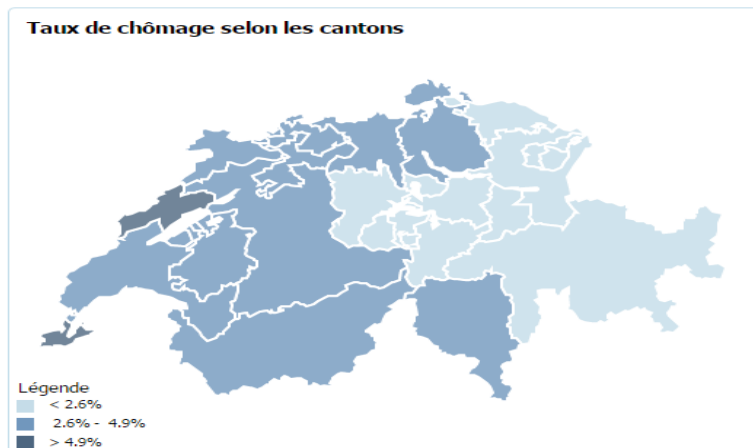 Taux de chômage selon les cantons
Légende
< 2.6%
2.6% - 4.9%
> 4.9%